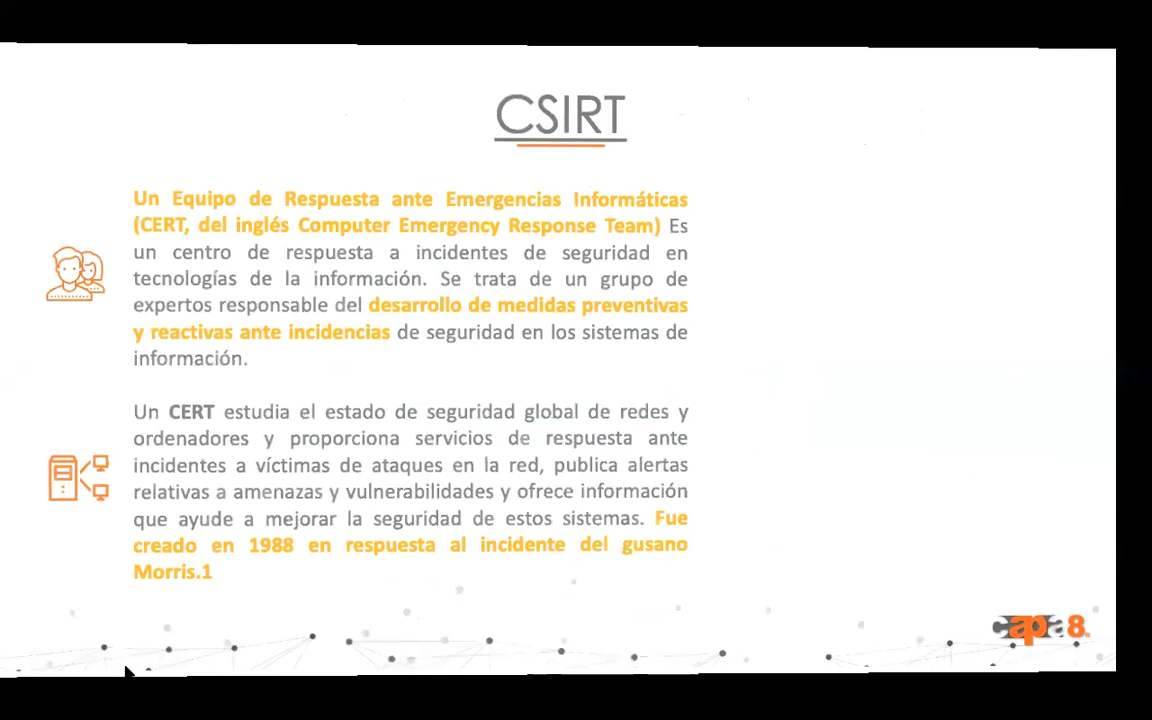 CSIRT
Un Equipo de Respuesta ante Emergencias Informáticas
(CERT, del inglés Computer Emergency Response Team) Es
un centro de respuesta a incidentes de seguridad en
tecnologías de la información. Se trata de un grupo de
expertos responsable del desarrollo de medidas preventivas
y reactivas ante incidencias de seguridad en los sistemas de
información.
Un CERT estudia el estado de seguridad global de redes y
ordenadores y proporciona servicios de respuesta ante
incidentes a víctimas de ataques en la red, publica alertas
relativas a amenazas y vulnerabilidades y ofrece información
que ayude a mejorar la seguridad de estos sistemas. Fue
creado en 1988 en respuesta al incidente del gusano
Morris.1
capa8.